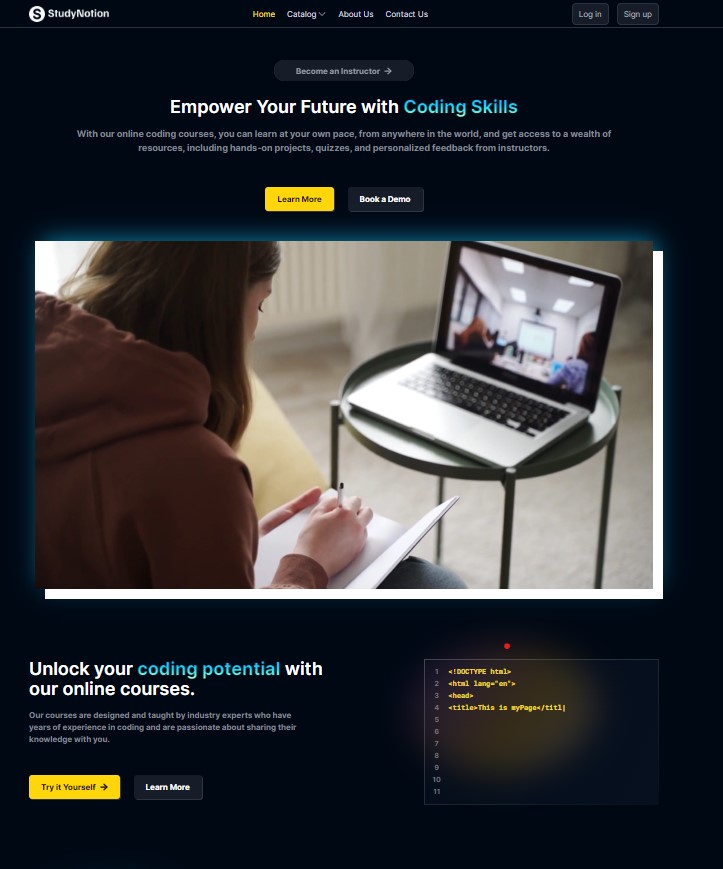 S StudyNotion
Home Catalog About Us Contact Us
Log in Sign up
Become an Instructor →
Empower Your Future with Coding Skills
With our online coding courses, you can learn at your own pace, from anywhere in the world, and get access to a wealth of
resources, including hands-on projects, quizzes, and personalized feedback from instructors.
Learn More Book a Demo
Unlock your coding potential with
our online courses.
Our courses are designed and taught by industry experts who have
years of experience in coding and are passionate about sharing their
knowledge with you.
Try it Yourself → Learn More
1 <!DOCTYPE html>
2 <html lang="en">
3 <head>
4 <title>This is myPage</titl|
5
6
7
8
9
10
11